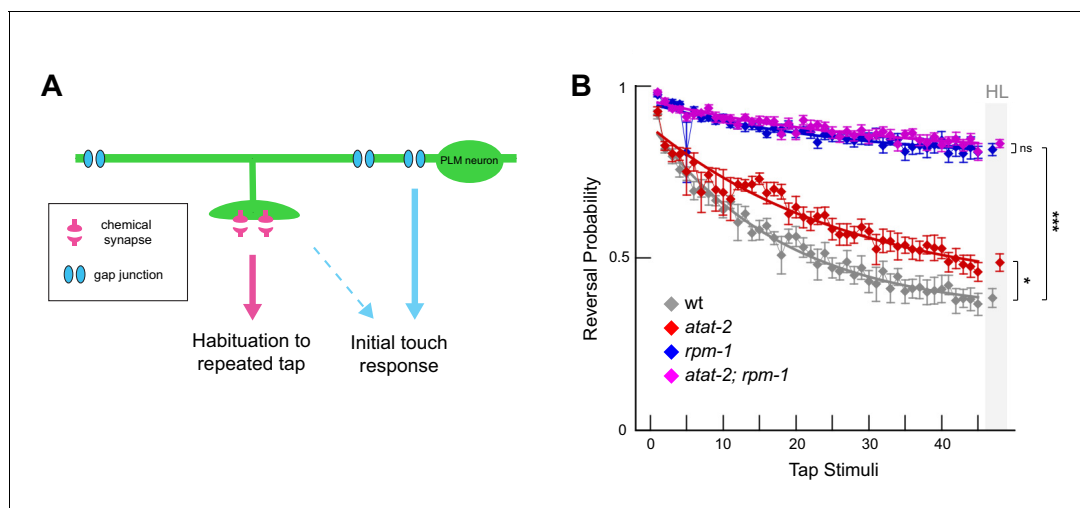 A
PLM neuron
chemical
synapse
gap junction
Habituation to
repeated tap
Initial touch
response
B
Reversal Probability
1
0.5
0
HL
ns
***
*
wt
atat-2
rpm-1
atat-2; rpm-1
0 10 20 30 40
Tap Stimuli